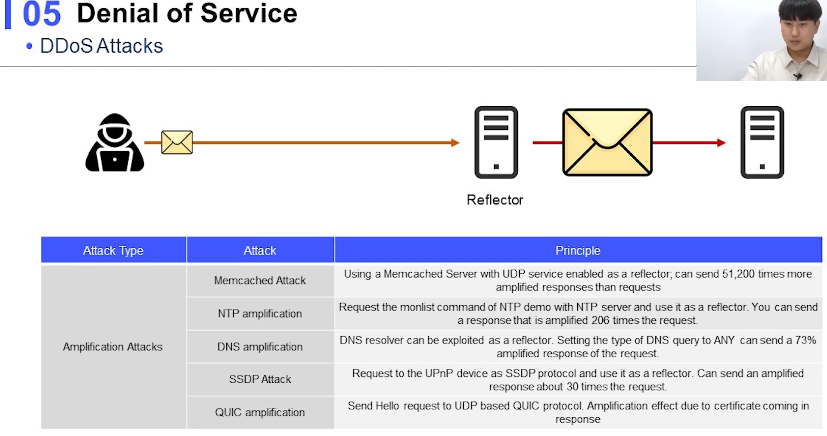 05 Denial of Service
• DDoS Attacks
Reflector
Attack Type Attack Principle
Amplification Attacks
Memcached Attack
Using a Memcached Server with UDP service enabled as a reflector; can send 51,200 times more
amplified responses than requests
NTP amplification
Request the monlist command of NTP demo with NTP server and use it as a reflector. You can send
a response that is amplified 206 times the request.
DNS amplification
DNS resolver can be exploited as a reflector. Setting the type of DNS query to ANY can send a 73%
amplified response of the request.
SSDP Attack
Request to the UPnP device as SSDP protocol and use it as a reflector. Can send an amplified
response about 30 times the request.
QUIC amplification
Send Hello request to UDP based QUIC protocol. Amplification effect due to certificate coming in
response